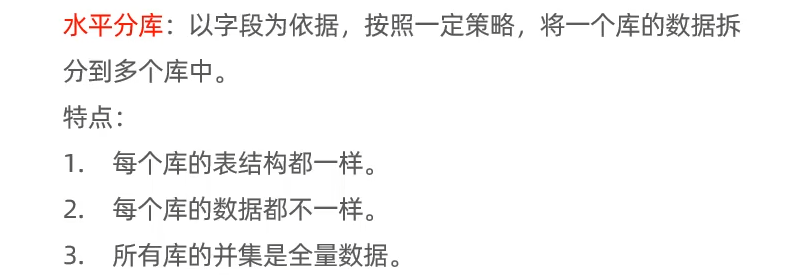 水平分库：以字段为依据，按照一定策略，将一个库的数据拆
分到多个库中。
特点：
1. 每个库的表结构都一样。
2. 每个库的数据都不一样。
3. 所有库的并集是全量数据。